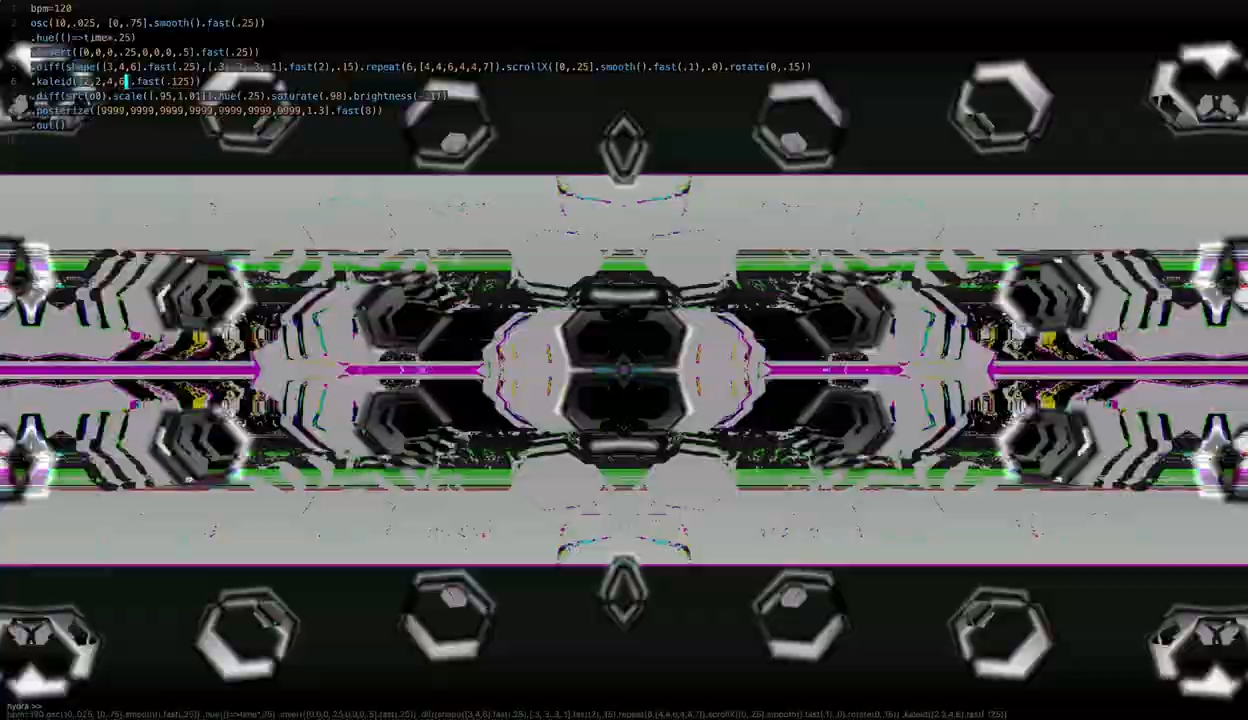 1 bpm=120
2 osc(10,.025, [0,.75].smooth().fast(.25))
.hue(()=>time*.25)
.invert([0,0,0,.25,0,0,0,.5].fast(.25))
.diff(shape([3,4,6].fast(.25),[.3,.3,.3,.1].fast(2),.15).repeat(6,[4,4,6,4,4,7]).scrollX([0,.25].smooth().fast(.1),.0).rotate(0,.15))
6 .kaleid([2,2,4,6].fast(.125))
.diff(src(o0).scale([.95,1.01]).hue(.25).saturate(.98).brightness(-.1))
.posterize([9999,9999,9999,9999,9999,9999,9999,1.3].fast(8))
.out()
hydra >>